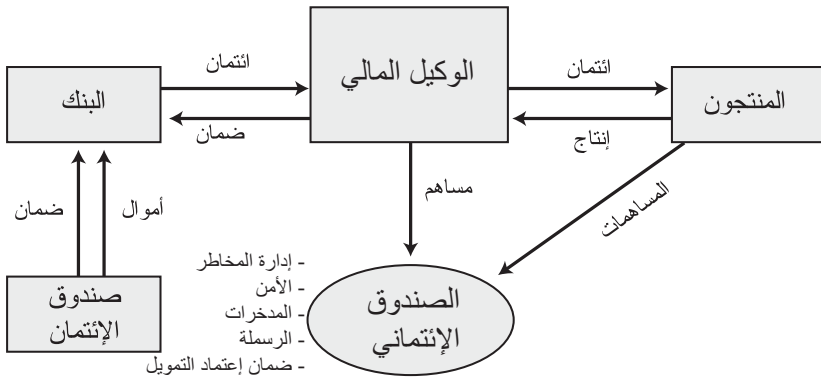 الوكيل المالي
ائتمان
ائتمان
المنتجون
البنك
إنتاج
ضمان
المساهمات
مساهم
أموال
ضمان
- إدارة المخاطر
- الأمن
- المدخرات
- الرسملة
- ضمان إعتماد التمويل
الصندوق
الإئتماني
صندوق
الإئتمان